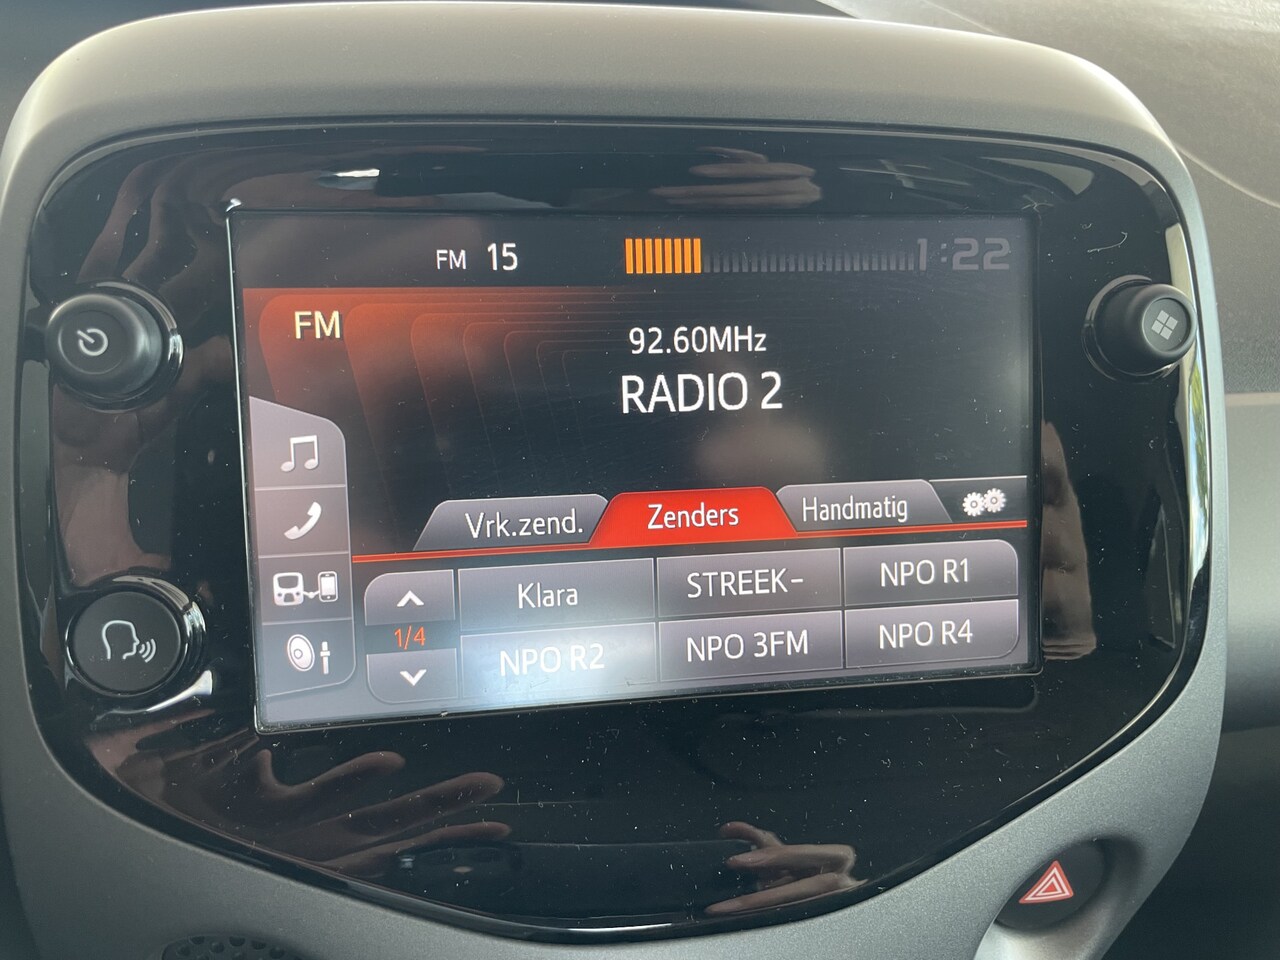 FM 15 1:22
FM
92.60MHz
RADIO 2
Vrk.zend. Zenders Handmatig
Klara STREEK- NPO R1
1/4
NPO R2 NPO 3FM NPO R4